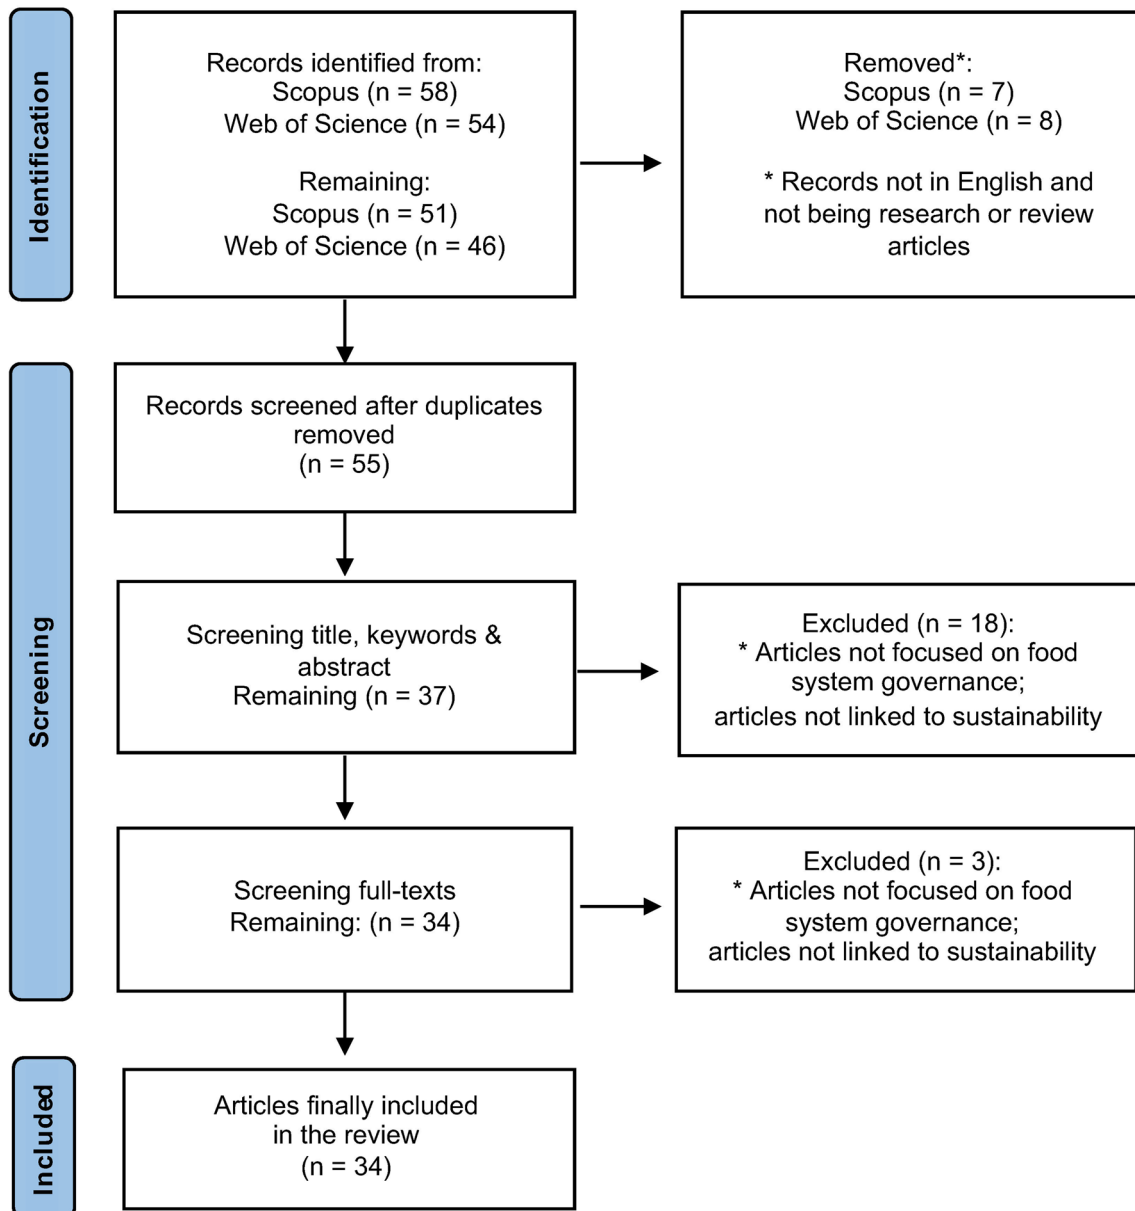 Identification
Records identified from:
Scopus (n = 58)
Web of Science (n = 54)
Remaining:
Scopus (n = 51)
Web of Science (n = 46)
Removed*:
Scopus (n = 7)
Web of Science (n = 8)
* Records not in English and
not being research or review
articles
Screening
Records screened after duplicates
removed
(n = 55)
Screening title, keywords &
abstract
Remaining (n = 37)
Excluded (n = 18):
* Articles not focused on food
system governance;
articles not linked to sustainability
Screening full-texts
Remaining: (n = 34)
Excluded (n = 3):
* Articles not focused on food
system governance;
articles not linked to sustainability
Included
Articles finally included
in the review
(n = 34)